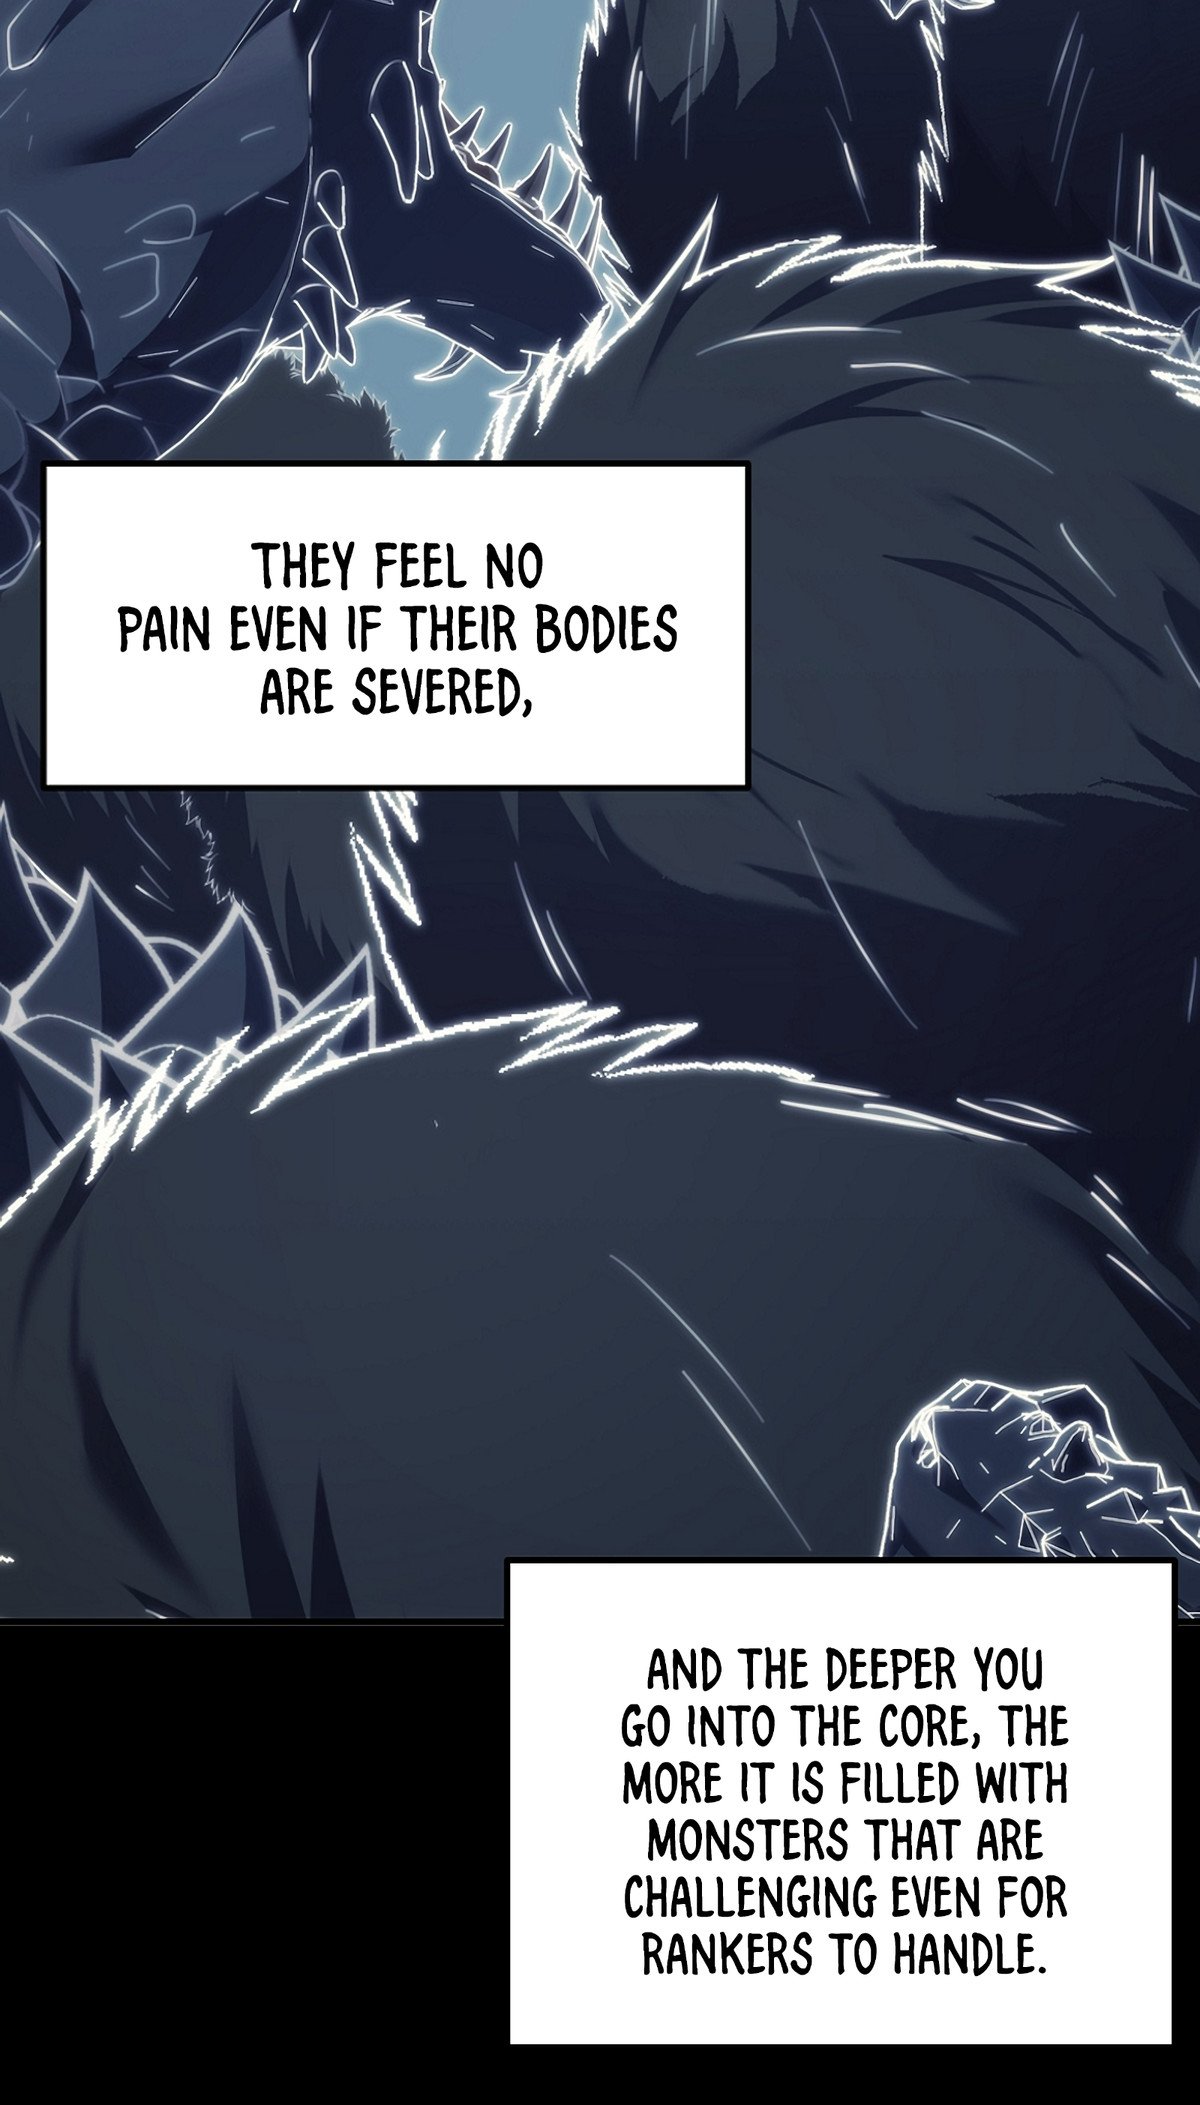 THEY FEEL NO
PAIN EVEN IF THEIR BODIES
ARE SEVERED,
AND THE DEEPER YOU
GO INTO THE CORE, THE
MORE IT IS FILLED WITH
MONSTERS THAT ARE
CHALLENGING EVEN FOR
RANKERS TO HANDLE.